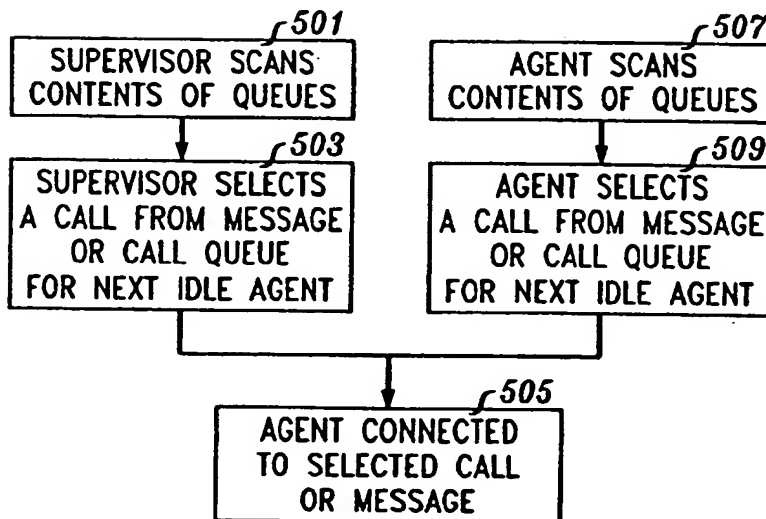 501
SUPERVISOR SCANS
CONTENTS OF QUEUES
503
SUPERVISOR SELECTS
A CALL FROM MESSAGE
OR CALL QUEUE
FOR NEXT IDLE AGENT
507
AGENT SCANS
CONTENTS OF QUEUES
509
AGENT SELECTS
A CALL FROM MESSAGE
OR CALL QUEUE
FOR NEXT IDLE AGENT
505
AGENT CONNECTED
TO SELECTED CALL
OR MESSAGE